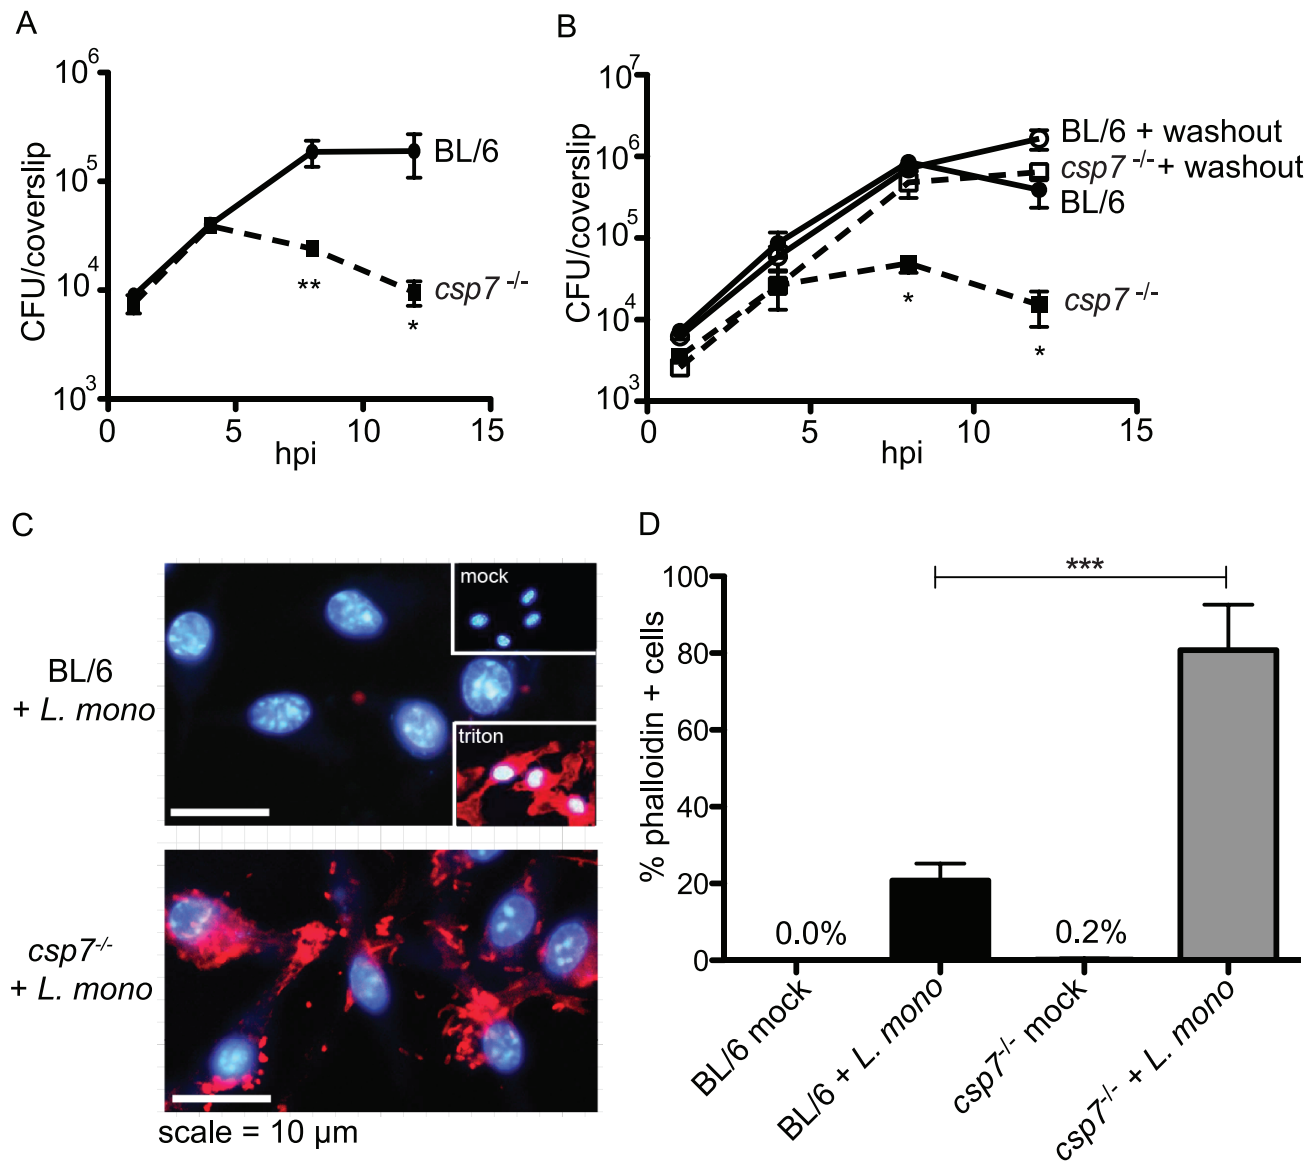 A
10^6
10^5
10^4
10^3
CFU/coverslip
BL/6
csp7 -/-
**
*
0 5 10 15
hpi
B
10^7
10^6
10^5
10^4
10^3
CFU/coverslip
BL/6 + washout
csp7 -/- + washout
BL/6
csp7 -/-
*
*
0 5 10 15
hpi
C
BL/6
+ L. mono
mock
triton
csp7-/-
+ L. mono
scale = 10 µm
D
***
100
80
60
40
20
0
% phalloidin + cells
0.0%
0.2%
BL/6 mock
BL/6 + L. mono
csp7-/- mock
csp7-/- + L. mono